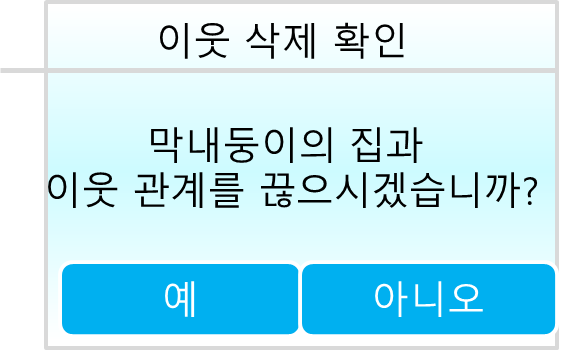 이웃 삭제 확인
막내둥이의 집과
이웃 관계를 끊으시겠습니까?
예
아니오